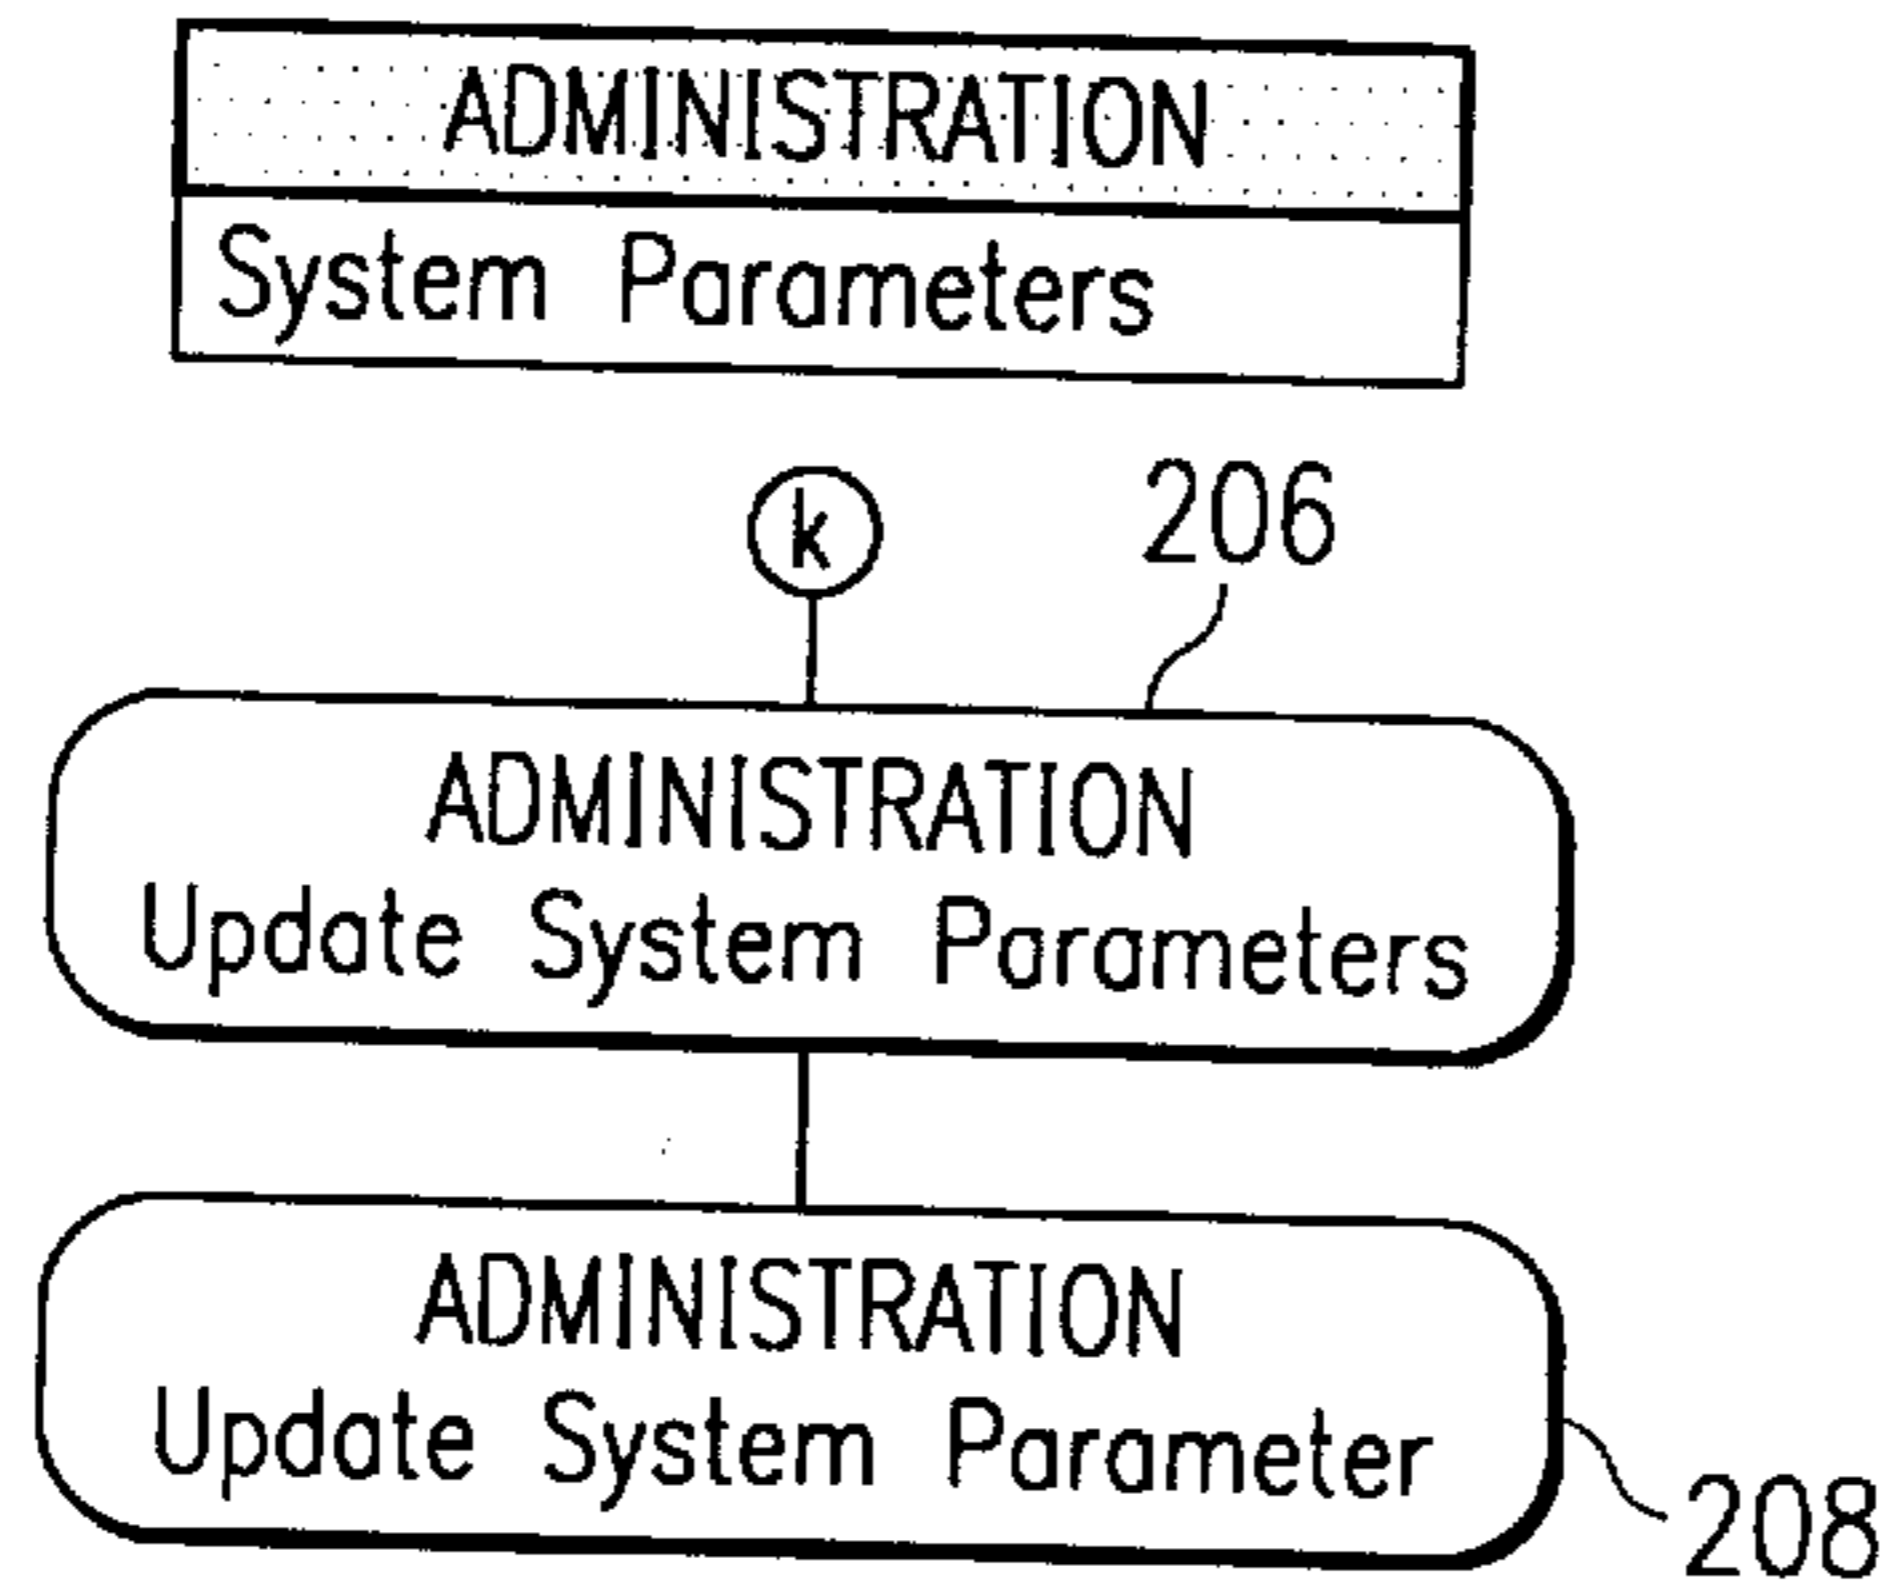 ADMINISTRATION
System Parameters
k
206
ADMINISTRATION
Update System Parameters
ADMINISTRATION
Update System Parameter
208